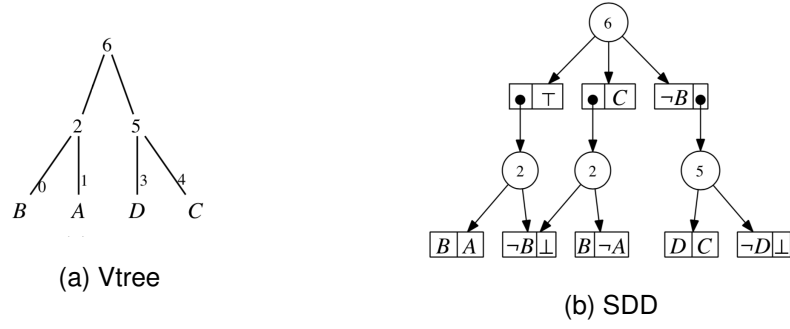 6
2 5
0 1 3 4
B A D C
(a) Vtree
6
⊤ C ¬B
2 2 5
B A ¬B ⊥ B ¬A D C ¬D ⊥
(b) SDD